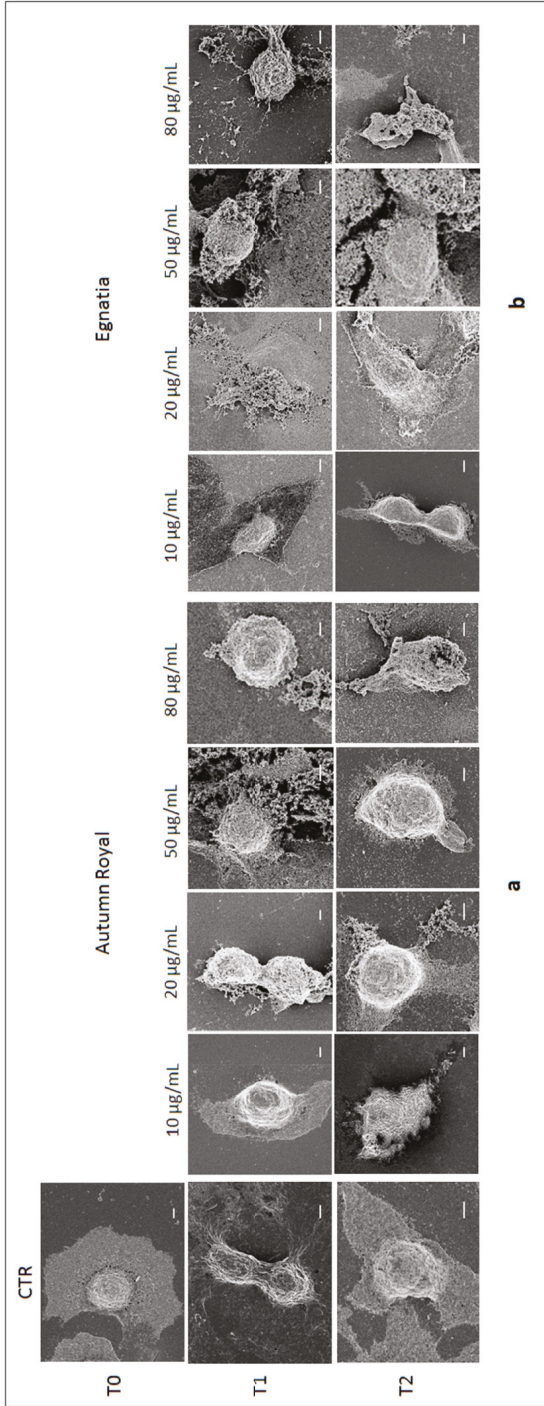 CTR
Autumn Royal
Egnatia
10 µg/mL
20 µg/mL
50 µg/mL
80 µg/mL
10 µg/mL
20 µg/mL
50 µg/mL
80 µg/mL
T0
T1
T2
a
b